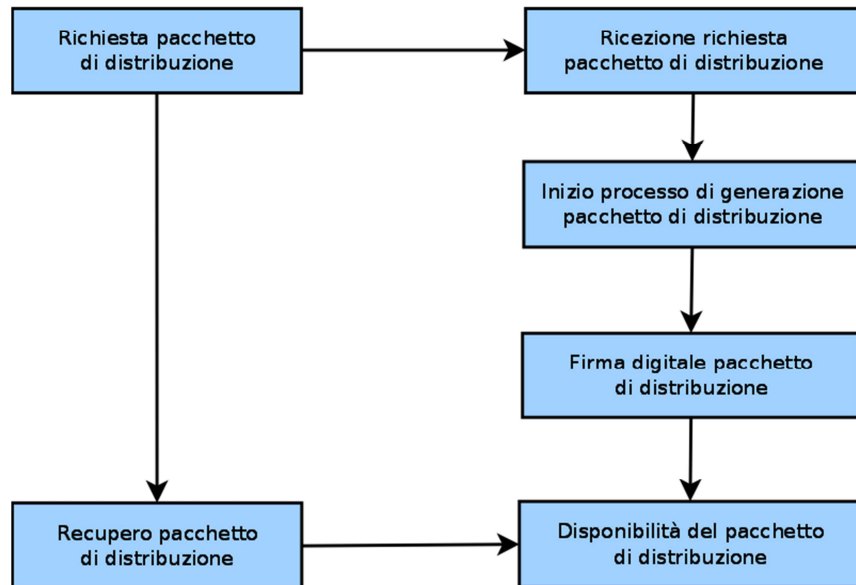 Richiesta pacchetto
di distribuzione
Ricezione richiesta
pacchetto di distribuzione
Inizio processo di generazione
pacchetto di distribuzione
Firma digitale pacchetto
di distribuzione
Recupero pacchetto
di distribuzione
Disponibilità del pacchetto
di distribuzione